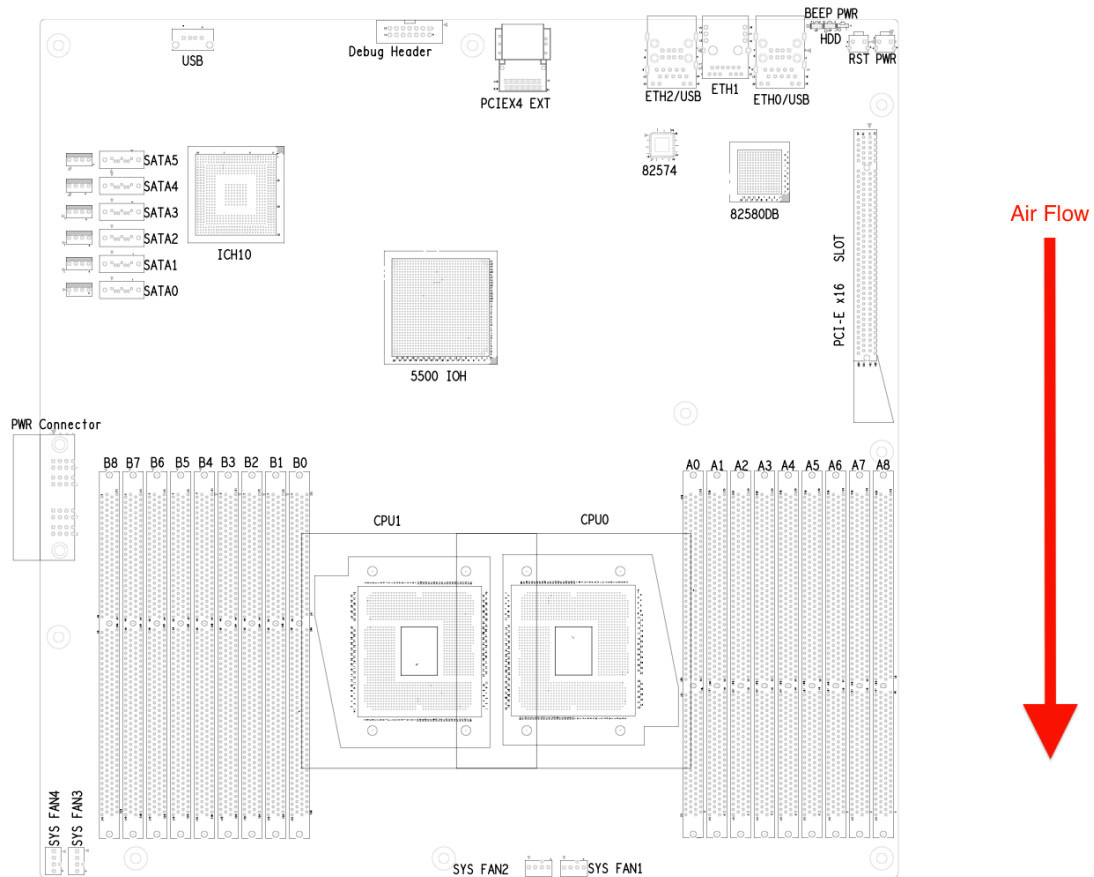 BEEP PWR
HDD
RST PWR
USB
Debug Header
PCIEX4 EXT
ETH2/USB
ETH1
ETH0/USB
82574
82580DB
SATA5
SATA4
SATA3
SATA2
SATA1
SATA0
ICH10
5500 IOH
PCI-E x16 SLOT
Air Flow
PWR Connector
B8 B7 B6 B5 B4 B3 B2 B1 B0
A0 A1 A2 A3 A4 A5 A6 A7 A8
CPU1
CPU0
SYS FAN4
SYS FAN3
SYS FAN2
SYS FAN1